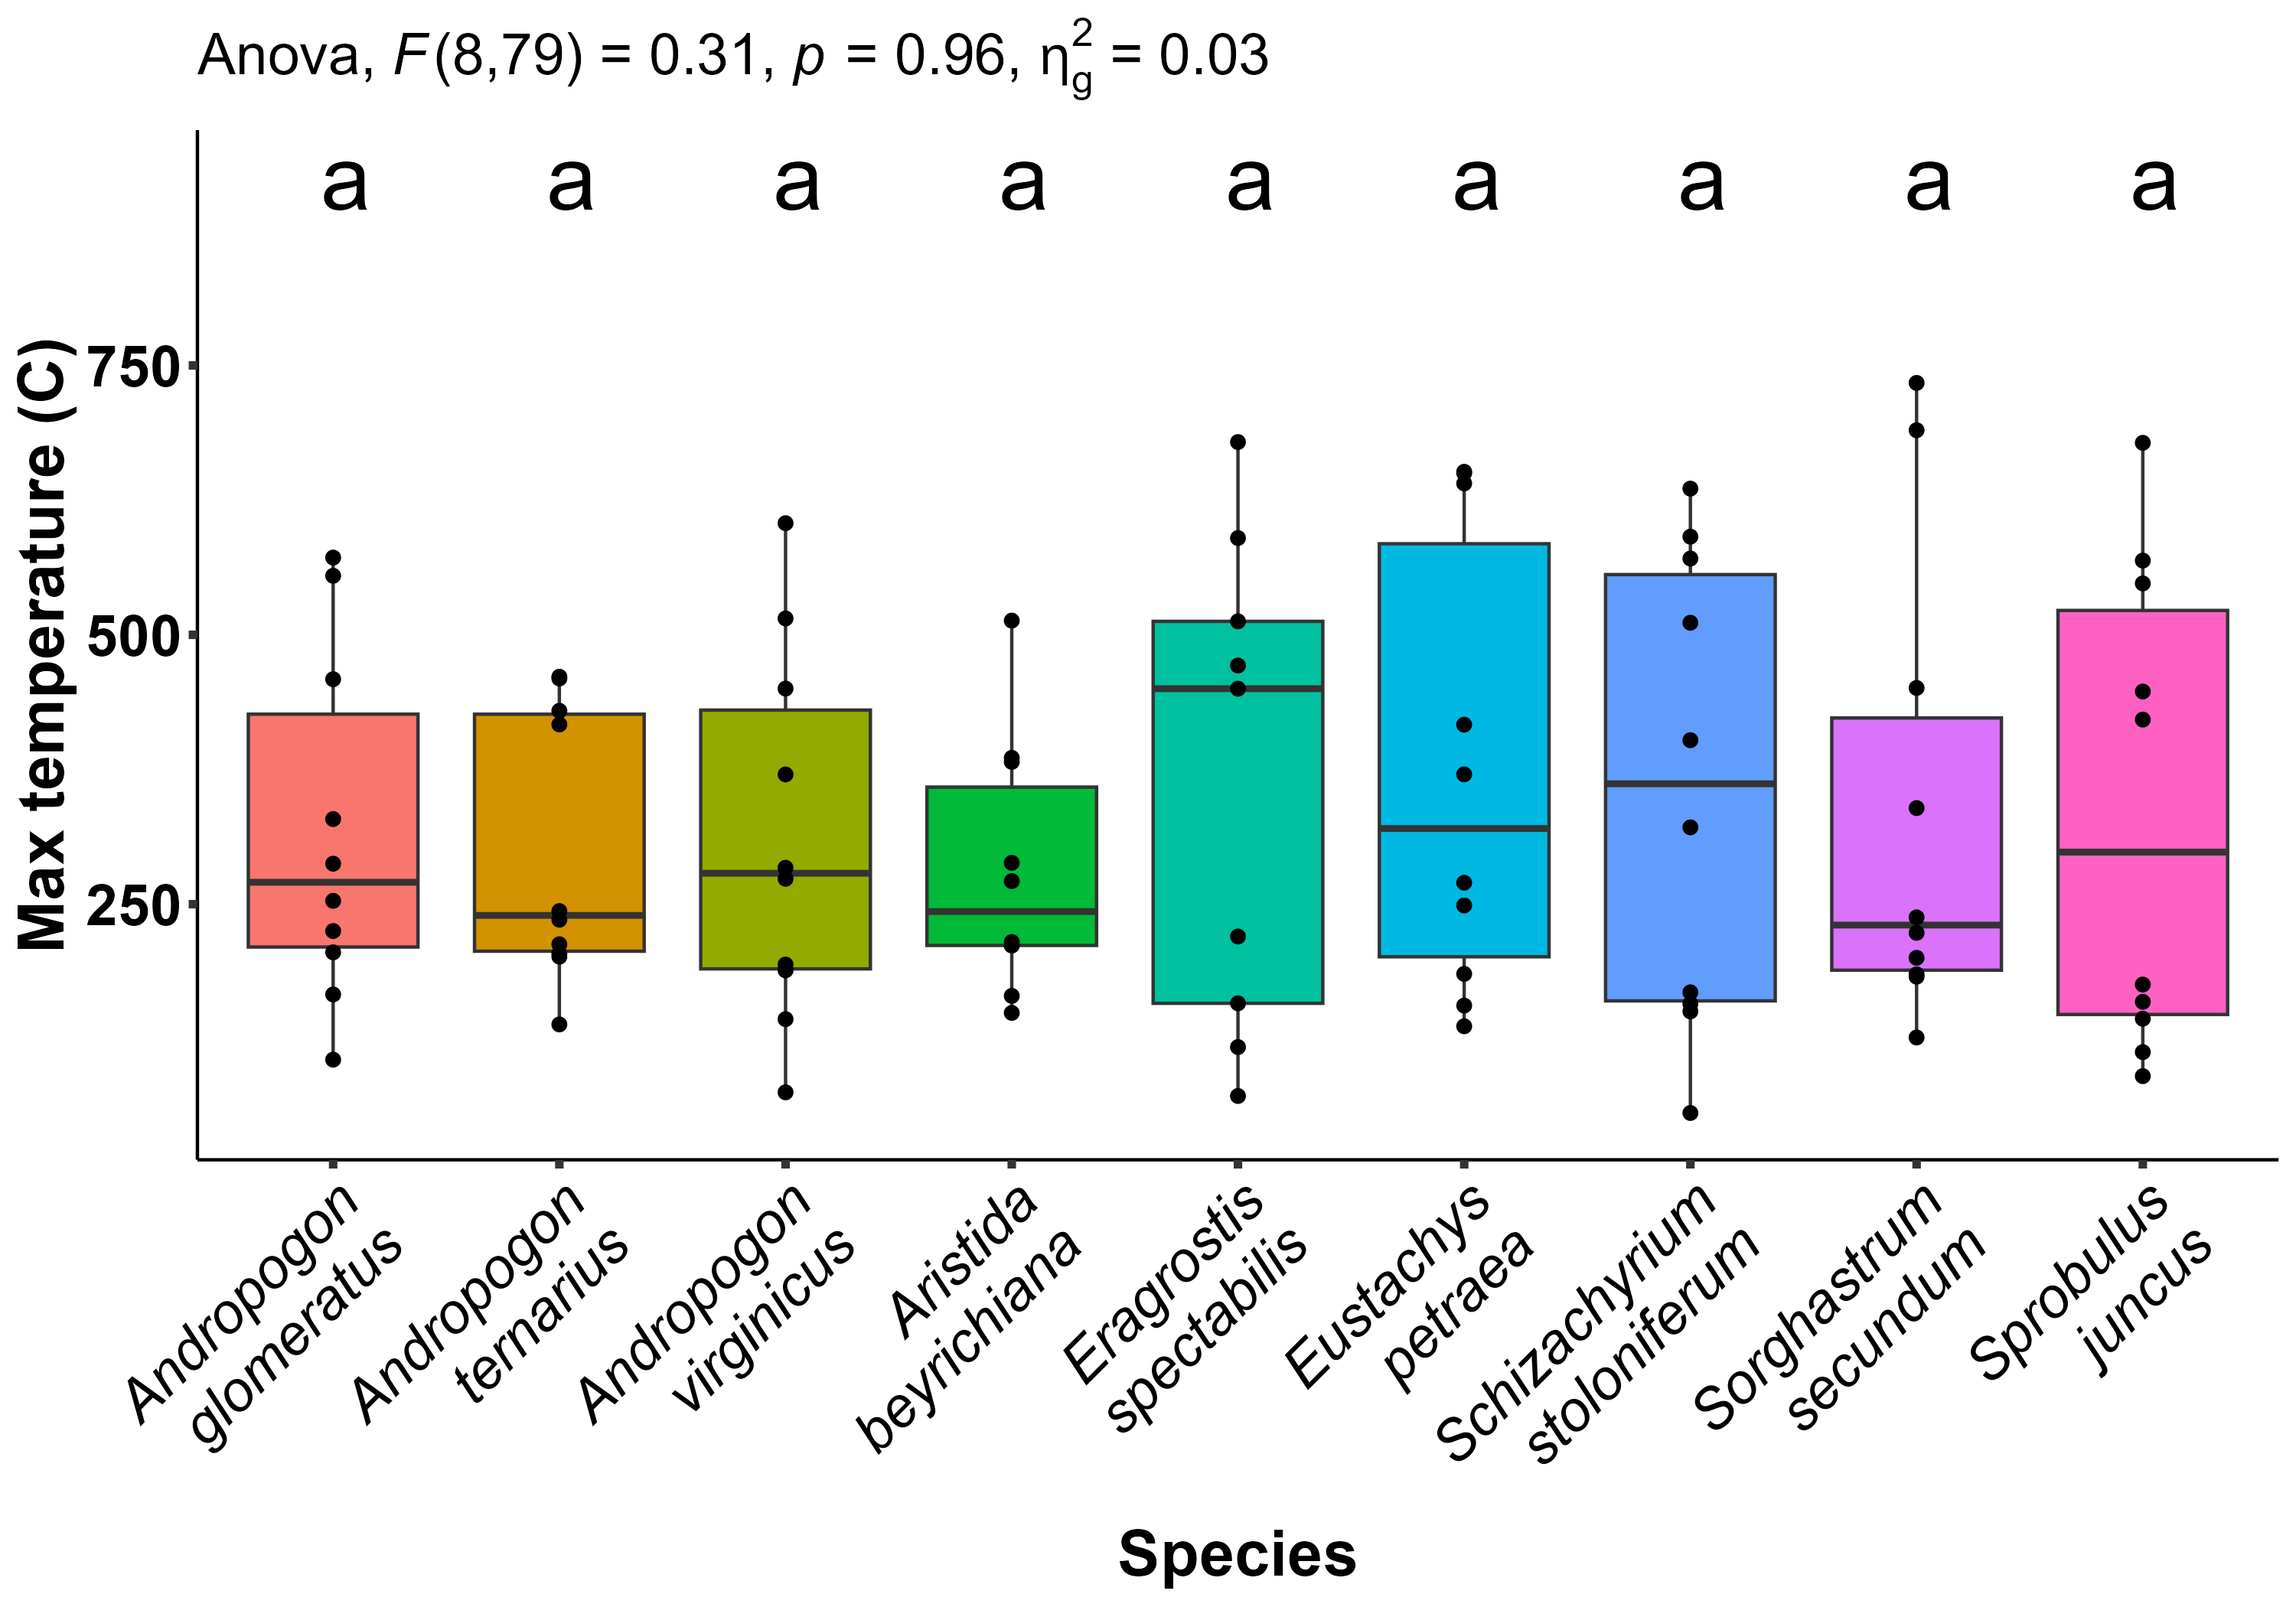 Anova, F(8,79) = 0.31, p = 0.96, η²g = 0.03
a a a a a a a a a
Max temperature (C)
750
500
250
Andropogon
glomeratus
Andropogon
ternarius
Andropogon
virginicus
Aristida
beyrichiana
Eragrostis
spectabilis
Eustachys
petraea
Schizachyrium
stoloniferum
Sorghastrum
secundum
Sprobulus
juncus
Species